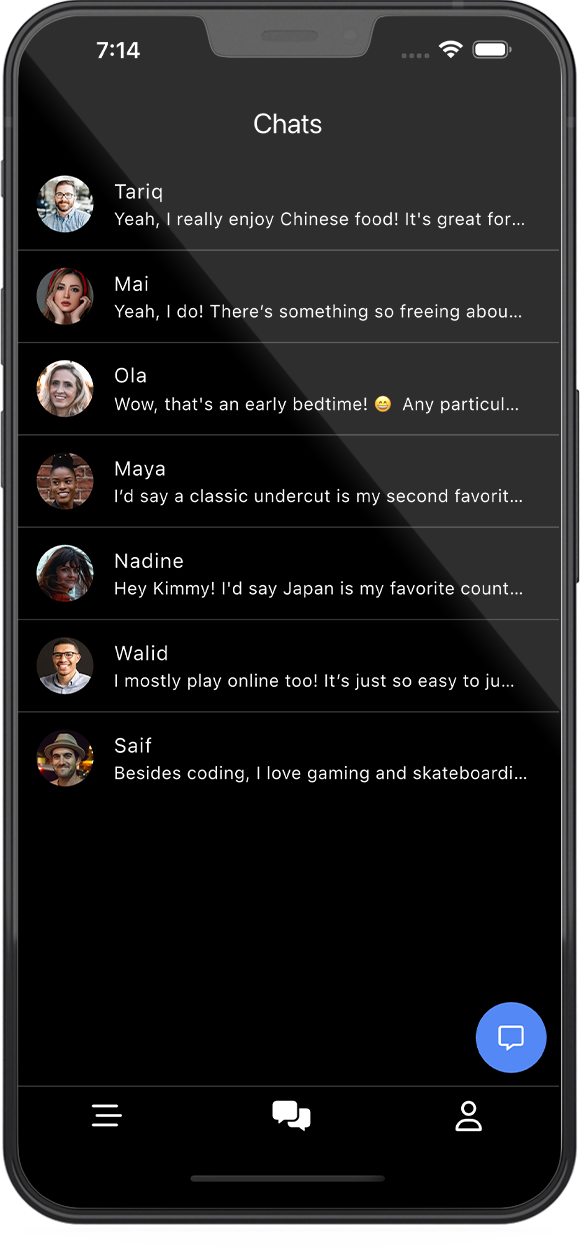 7:14
Chats
Tariq
Yeah, I really enjoy Chinese food! It's great for...
Mai
Yeah, I do! There’s something so freeing abou...
Ola
Wow, that's an early bedtime! 😄 Any particul...
Maya
I’d say a classic undercut is my second favorit...
Nadine
Hey Kimmy! I'd say Japan is my favorite count...
Walid
I mostly play online too! It’s just so easy to ju...
Saif
Besides coding, I love gaming and skateboardi...